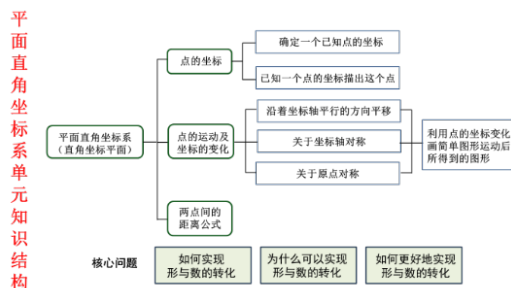 平面直角坐标系单元知识结构
点的坐标
确定一个已知点的坐标
已知一个点的坐标描出这个点
平面直角坐标系
（直角坐标平面）
点的运动及
坐标的变化
沿着坐标轴平行的方向平移
关于坐标轴对称
关于原点对称
利用点的坐标变化
画简单图形运动后
所得到的图形
两点间的
距离公式
核心问题
如何实现
形与数的转化
为什么可以实现
形与数的转化
如何更好地实现
形与数的转化